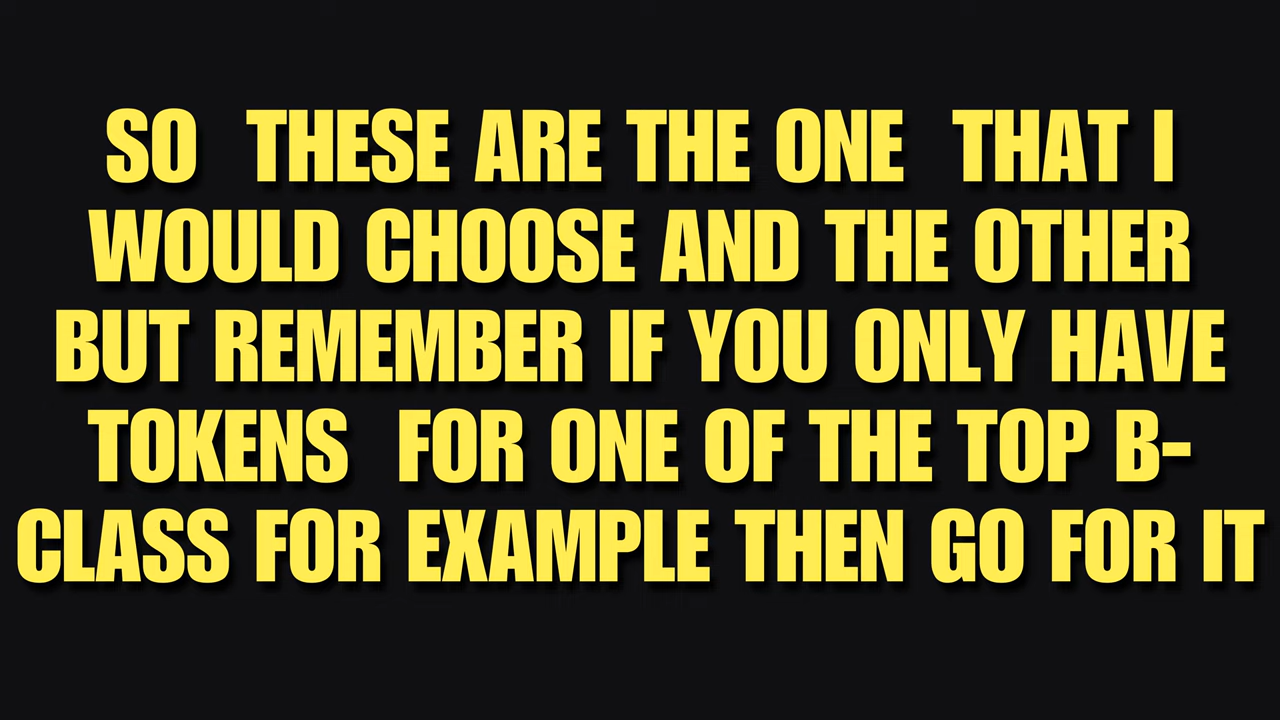 SO THESE ARE THE ONE THAT I
WOULD CHOOSE AND THE OTHER
BUT REMEMBER IF YOU ONLY HAVE
TOKENS FOR ONE OF THE TOP B-
CLASS FOR EXAMPLE THEN GO FOR IT